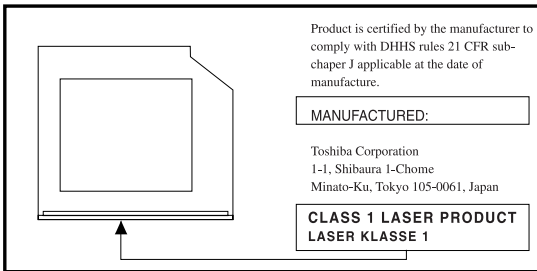 Product is certified by the manufacturer to
comply with DHHS rules 21 CFR sub-
chaper J applicable at the date of
manufacture.
MANUFACTURED:
Toshiba Corporation
1-1, Shibaura 1-Chome
Minato-Ku, Tokyo 105-0061, Japan
CLASS 1 LASER PRODUCT
LASER KLASSE 1